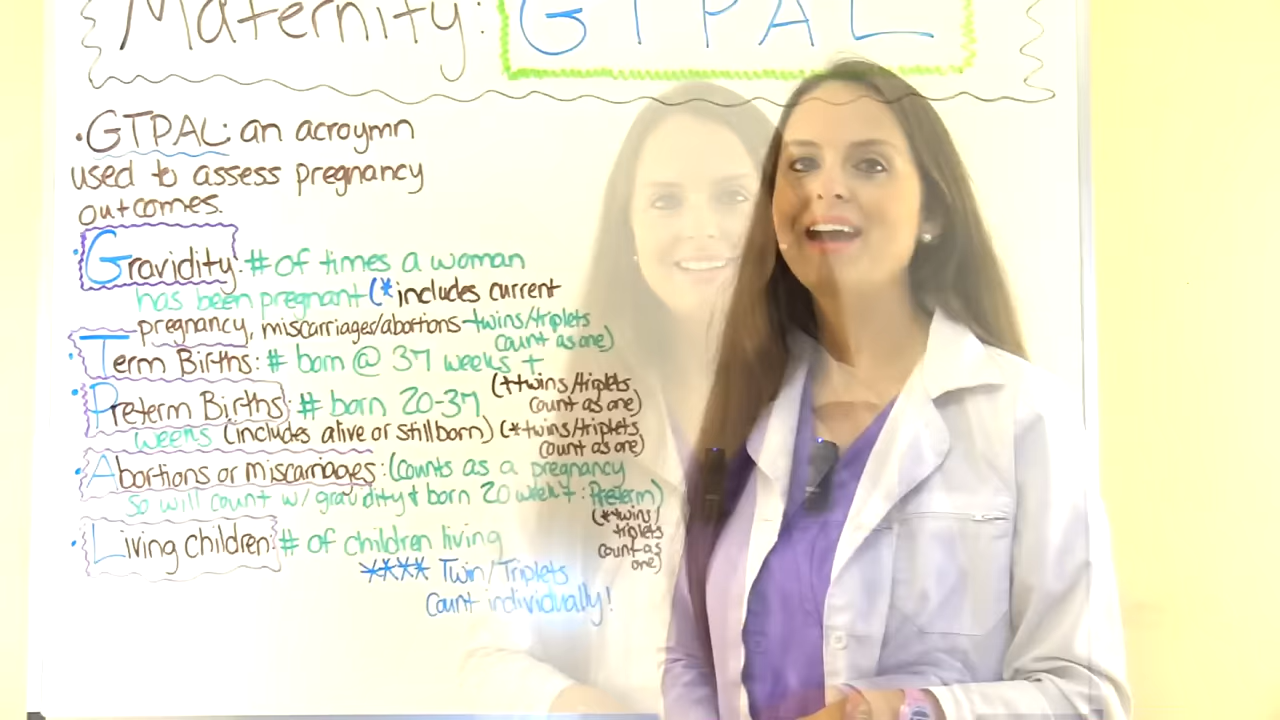 Maternity: GTPAL
• GTPAL: an acroymn
used to assess pregnancy
outcomes.
• Gravidity: # of times a woman
has been pregnant (*includes current
pregnancy, miscarriages/abortions - twins/triplets
count as one)
• Term Births: # born @ 37 weeks +
(**twins/triplets
count as one)
• Preterm Births: # born 20-37
weeks (includes alive or stillborn) (*twins/triplets
count as one)
• Abortions or miscarriages: (counts as a pregnancy
so will count w/ gravidity & born 20 week +: Preterm)
(**twins/
triplets
count as
one)
• Living children: # of children living
**** Twin/Triplets
count individually!